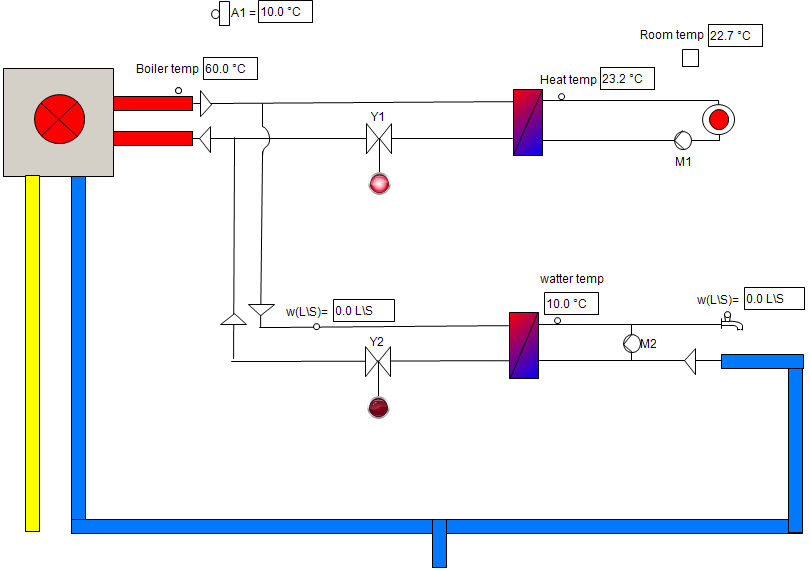 A1 = 10.0 °C
Room temp 22.7 °C
Boiler temp 60.0 °C
Heat temp 23.2 °C
Y1
M1
watter temp
10.0 °C
w(L\S)= 0.0 L\S
w(L\S)= 0.0 L\S
Y2
M2